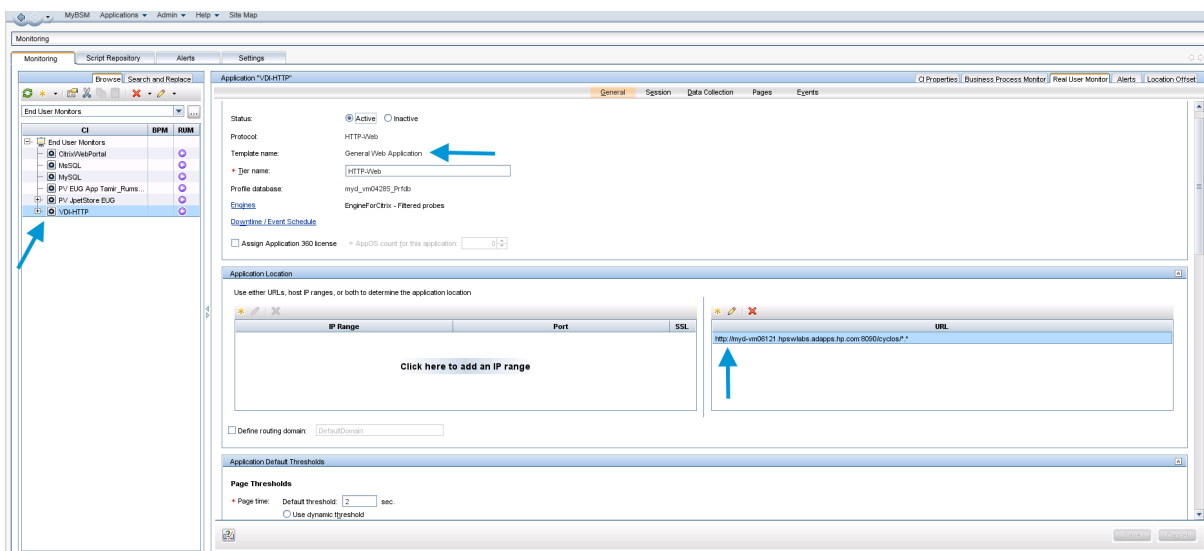 MyBSM Applications Admin Help Site Map
Monitoring
Monitoring Script Repository Alerts Settings
Browse Search and Replace
Application "VDI-HTTP"
CI Properties Business Process Monitor Real User Monitor Alerts Location Offset
General Session Data Collection Pages Events
End User Monitors
CI BPM RUM
End User Monitors
CitrixWebPortal
MsSQL
MySQL
PV EUG App Tamir_Rums...
PV JpetStore EUG
VDI-HTTP
Status: Active Inactive
Protocol: HTTP-Web
Template name: General Web Application
* Tier name: HTTP-Web
Profile database: myd_vm04285_Prfdb
Engines EngineForCitrix - Filtered probes
Downtime / Event Schedule
Assign Application 360 license * AppOS count for this application: 0
Application Location
Use either URLs, host IP ranges, or both to determine the application location
IP Range Port SSL
Click here to add an IP range
URL
http://myd-vm06121.hpswlabs.adapps.hp.com:8090/cyclos/*.*
Define routing domain: DefaultDomain
Application Default Thresholds
Page Thresholds
* Page time: Default threshold: 2 sec.
Use dynamic threshold